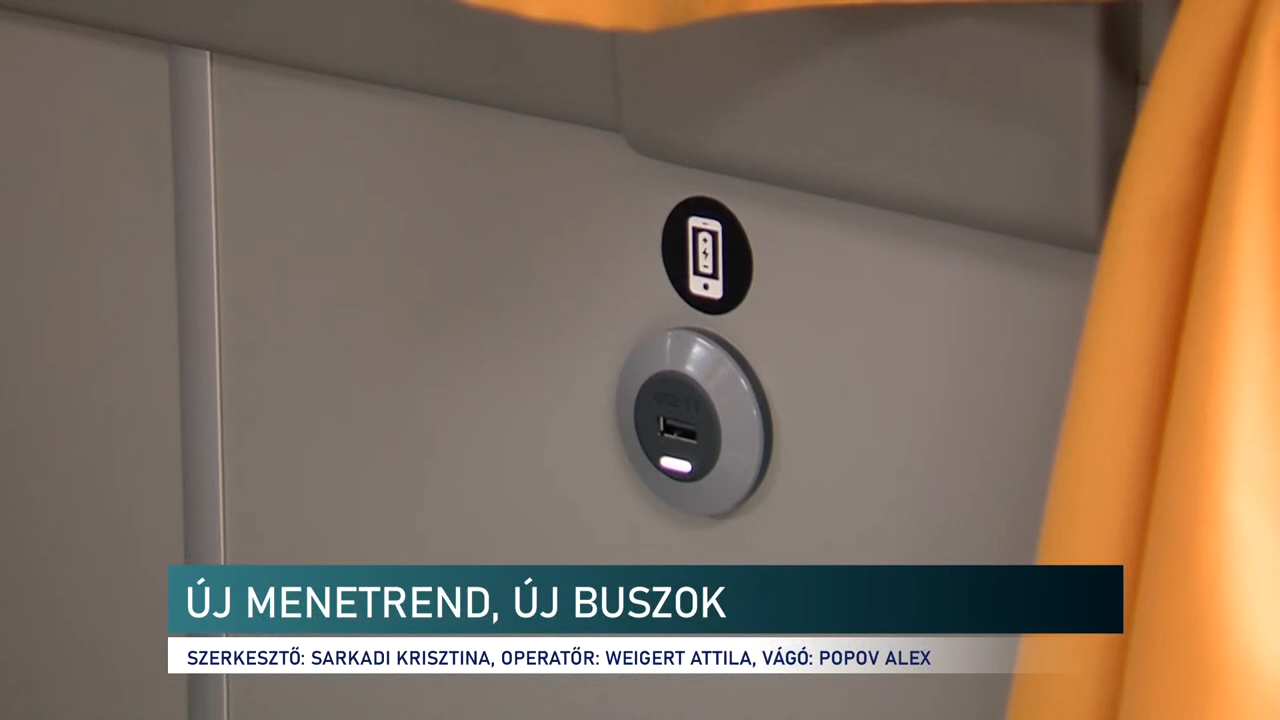 ÚJ MENETREND, ÚJ BUSZOK
SZERKESZTŐ: SARKADI KRISZTINA, OPERATŐR: WEIGERT ATTILA, VÁGÓ: POPOV ALEX